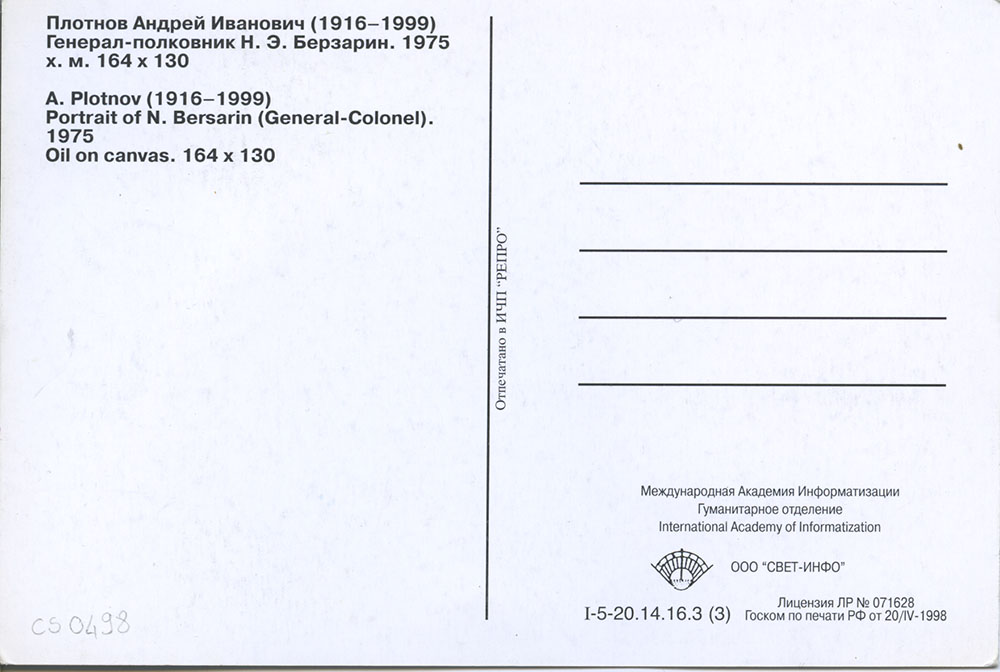 Плотнов Андрей Иванович (1916–1999)
Генерал-полковник Н. Э. Берзарин. 1975
х. м. 164 x 130
A. Plotnov (1916–1999)
Portrait of N. Bersarin (General-Colonel).
1975
Oil on canvas. 164 x 130
Отпечатано в ИЧП “РЕПРО”
Международная Академия Информатизации
Гуманитарное отделение
International Academy of Informatization
ООО “СВЕТ-ИНФО”
I-5-20.14.16.3 (3)
Лицензия ЛР № 071628
Госком по печати РФ от 20/IV-1998
CS 0498